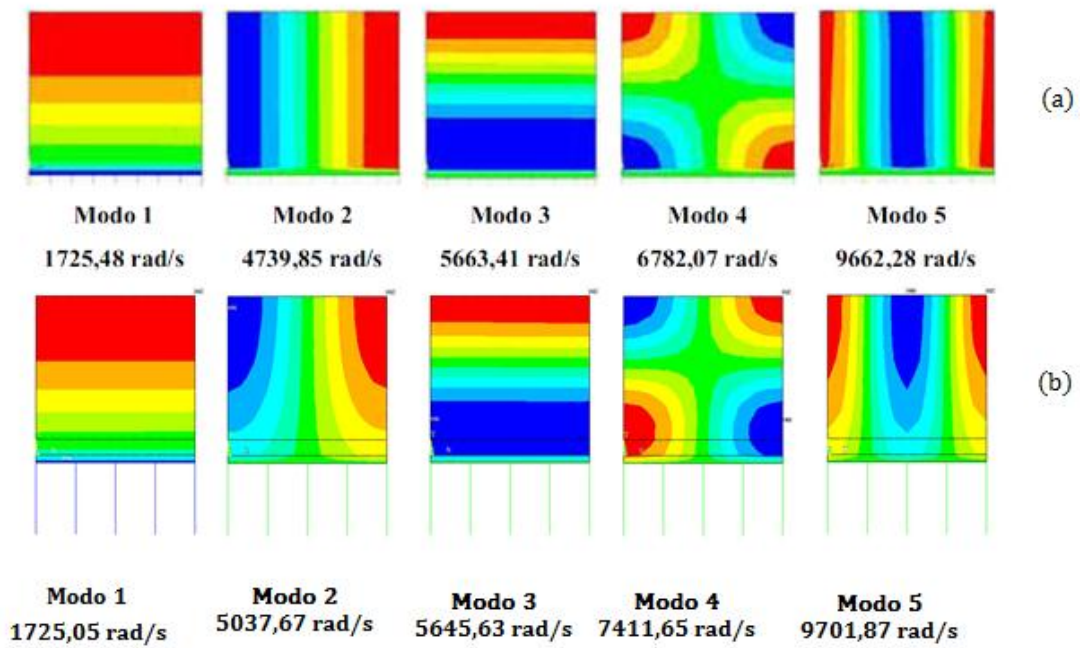 (a)
Modo 1 Modo 2 Modo 3 Modo 4 Modo 5
1725,48 rad/s 4739,85 rad/s 5663,41 rad/s 6782,07 rad/s 9662,28 rad/s
(b)
Modo 1 Modo 2 Modo 3 Modo 4 Modo 5
1725,05 rad/s 5037,67 rad/s 5645,63 rad/s 7411,65 rad/s 9701,87 rad/s